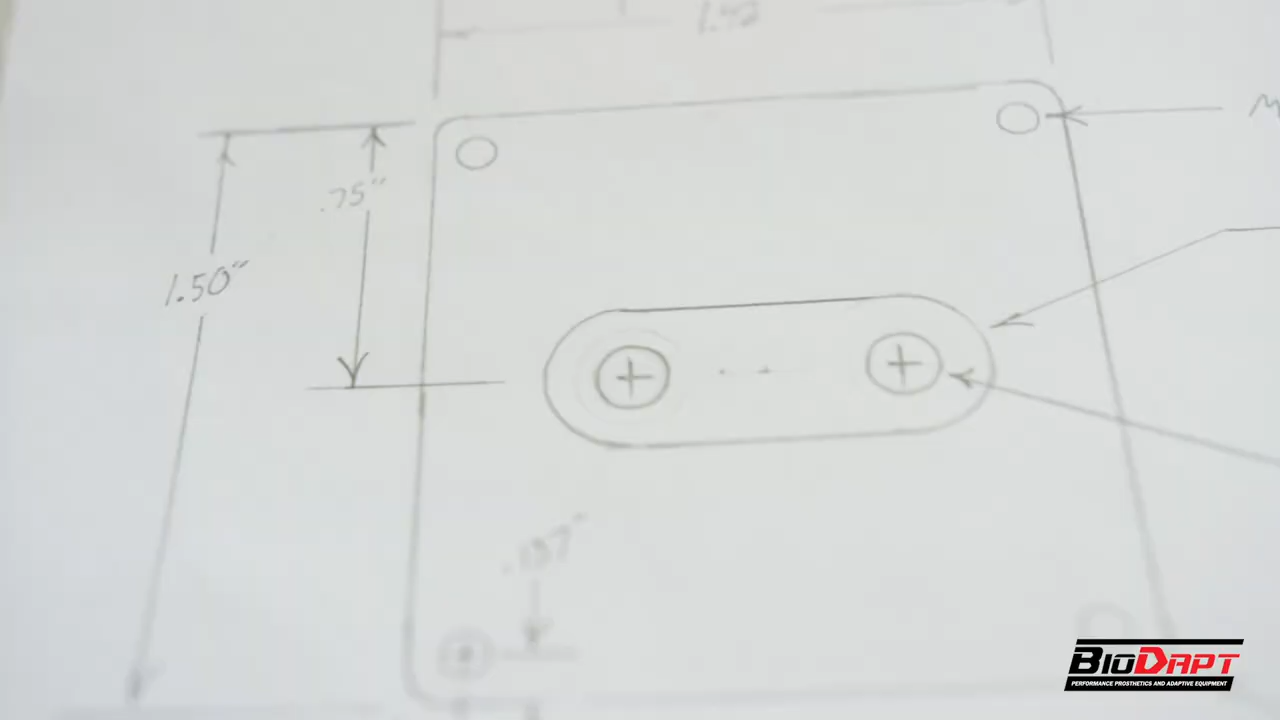 .75"
1.50"
.137"
BIODAPT
PERFORMANCE PROSTHETICS AND ADAPTIVE EQUIPMENT